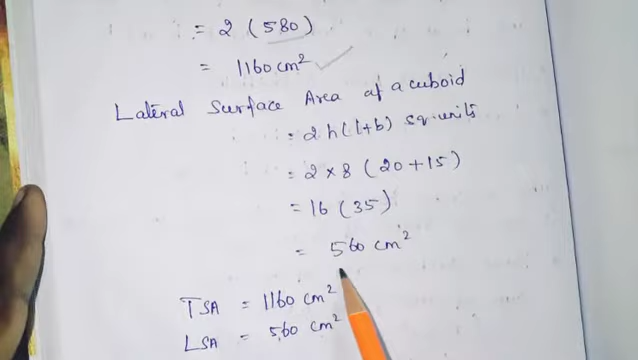 = 2 (580)
= 1160 cm²
Lateral Surface Area of a cuboid
= 2h(l+b) sq.units
= 2 × 8 (20+15)
= 16 (35)
= 560 cm²
TSA = 1160 cm²
LSA = 560 cm²